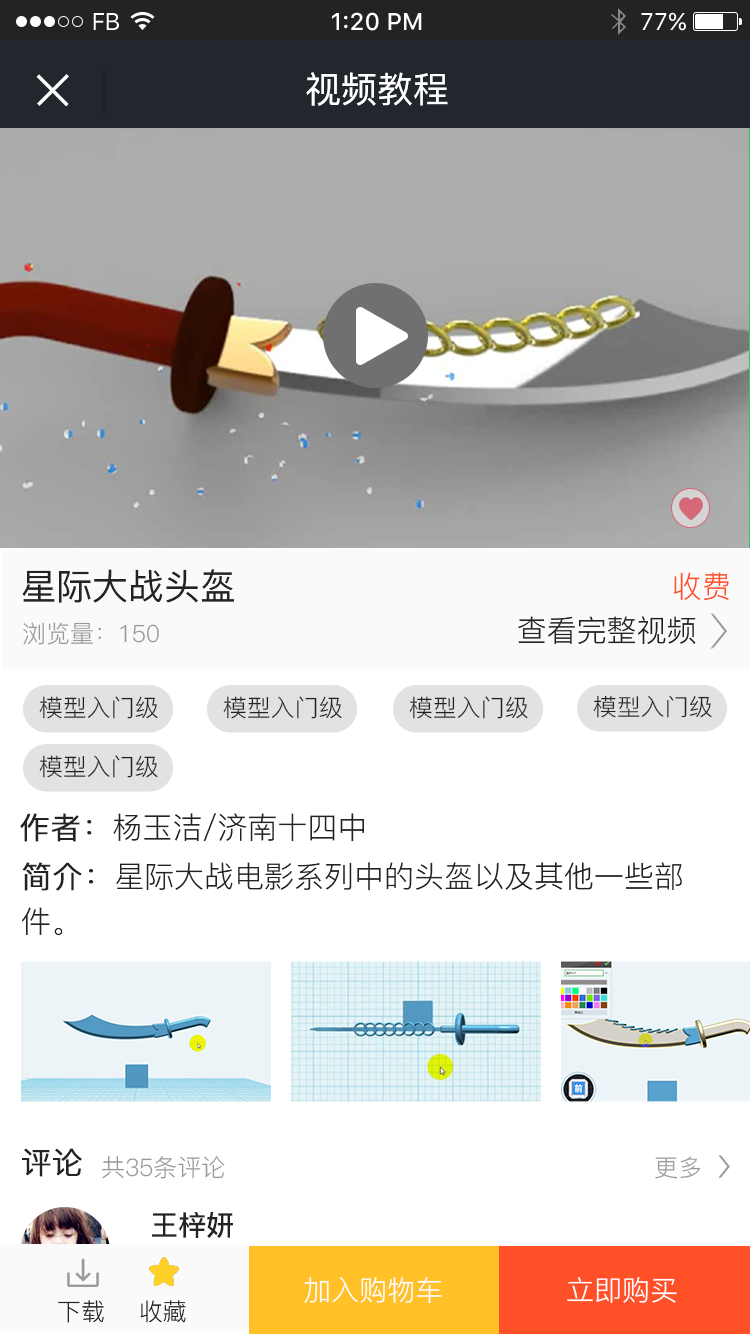 FB 1:20 PM 77%
视频教程
星际大战头盔 收费
浏览量：150 查看完整视频
模型入门级 模型入门级 模型入门级 模型入门级
模型入门级
作者：杨玉洁/济南十四中
简介：星际大战电影系列中的头盔以及其他一些部
件。
前
评论 共35条评论 更多
王梓妍
下载 收藏 加入购物车 立即购买